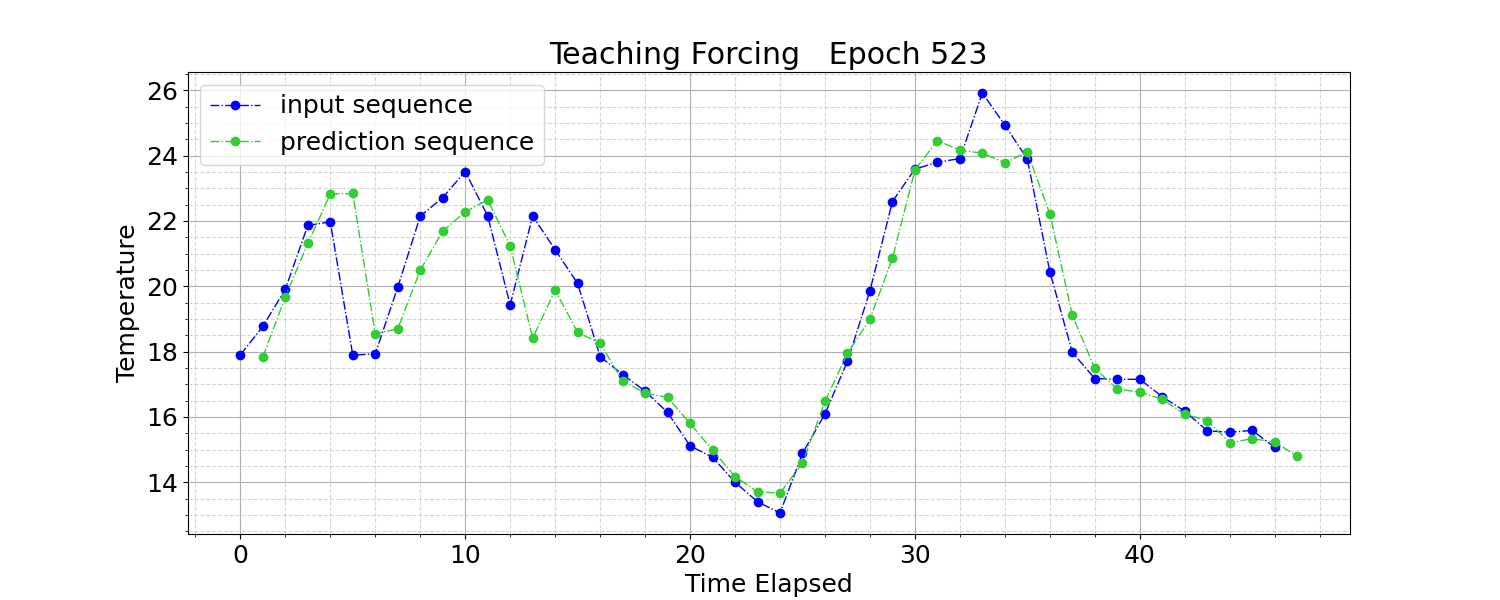 Teaching Forcing   Epoch 523
input sequence
prediction sequence
26
24
22
20
18
16
14
Temperature
0 10 20 30 40
Time Elapsed